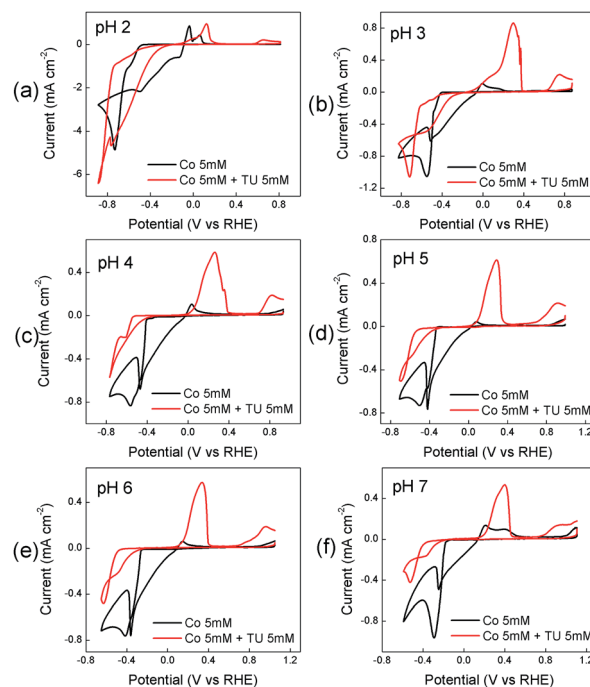 pH 2
(a)
Current (mA cm⁻²)
2
0
-2
-4
-6
Co 5mM
Co 5mM + TU 5mM
-0.8 -0.4 0.0 0.4 0.8
Potential (V vs RHE)
pH 3
(b)
Current (mA cm⁻²)
0.8
0.4
0.0
-0.4
-0.8
-1.2
Co 5mM
Co 5mM + TU 5mM
-0.8 -0.4 0.0 0.4 0.8
Potential (V vs RHE)
pH 4
(c)
Current (mA cm⁻²)
0.4
0.0
-0.4
-0.8
Co 5mM
Co 5mM + TU 5mM
-0.8 -0.4 0.0 0.4 0.8
Potential (V vs RHE)
pH 5
(d)
Current (mA cm⁻²)
0.8
0.4
0.0
-0.4
-0.8
Co 5mM
Co 5mM + TU 5mM
-0.8 -0.4 0.0 0.4 0.8 1.2
Potential (V vs RHE)
pH 6
(e)
Current (mA cm⁻²)
0.4
0.0
-0.4
-0.8
Co 5mM
Co 5mM + TU 5mM
-0.8 -0.4 0.0 0.4 0.8 1.2
Potential (V vs RHE)
pH 7
(f)
Current (mA cm⁻²)
0.4
0.0
-0.4
-0.8
Co 5mM
Co 5mM + TU 5mM
-0.8 -0.4 0.0 0.4 0.8 1.2
Potential (V vs RHE)